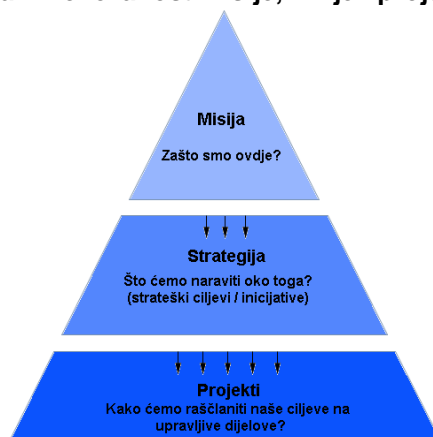 Misija
Zašto smo ovdje?
Strategija
Što ćemo naraviti oko toga?
(strateški ciljevi / inicijative)
Projekti
Kako ćemo raščlaniti naše ciljeve na
upravljive dijelove?